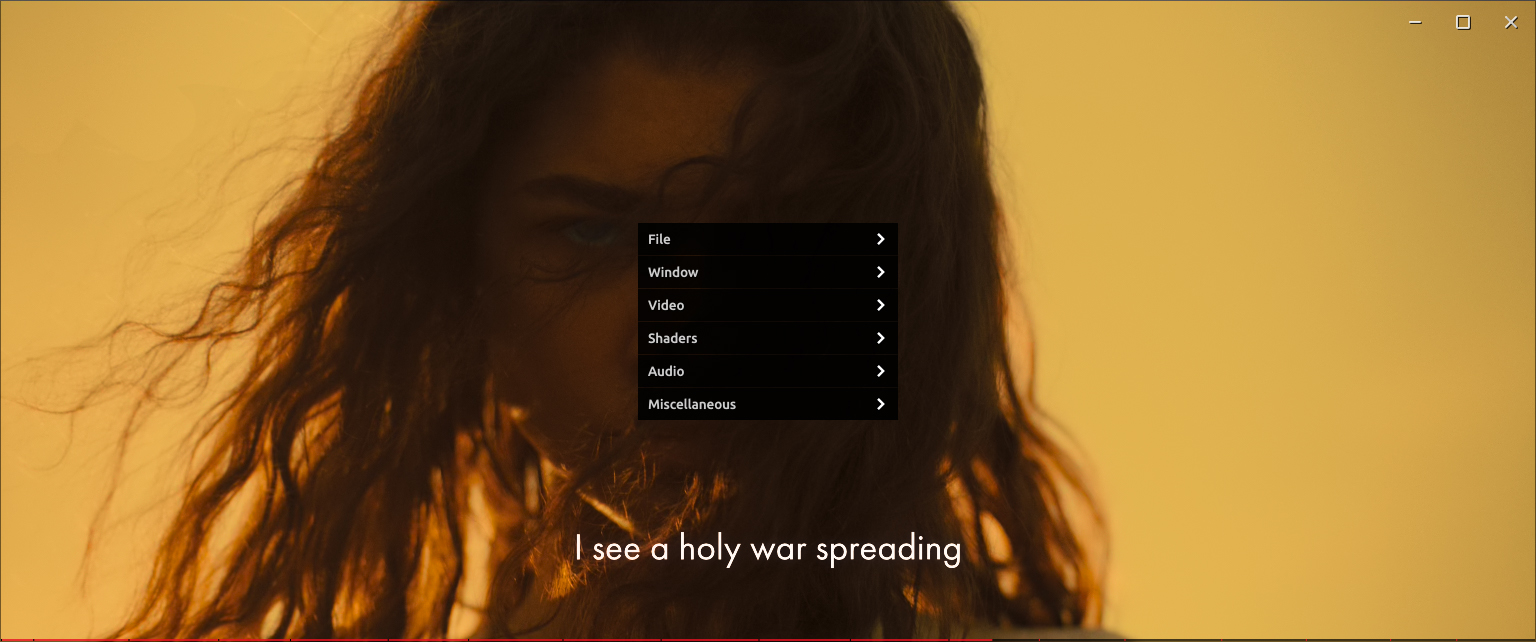 File
Window
Video
Shaders
Audio
Miscellaneous
I see a holy war spreading